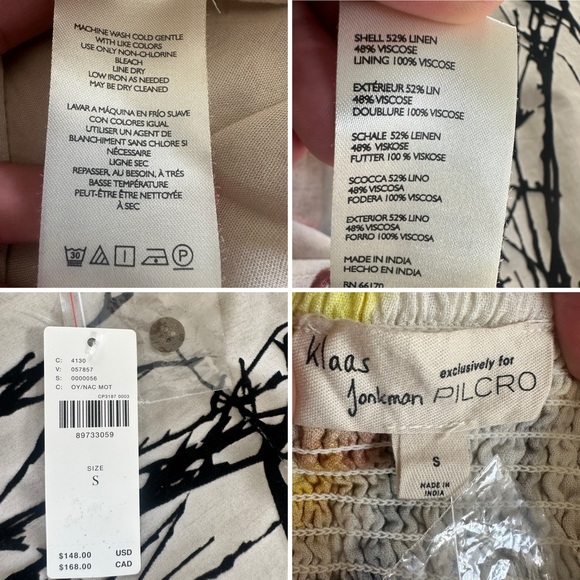 MACHINE WASH COLD GENTLE
WITH LIKE COLORS
USE ONLY NON-CHLORINE
BLEACH
LINE DRY
LOW IRON AS NEEDED
MAY BE DRY CLEANED
LAVAR A MÁQUINA EN FRÍO SUAVE
CON COLORES IGUAL
UTILISER UN AGENT DE
BLANCHIMENT SANS CHLORE SI
NÉCESSAIRE
LIGNE SEC
REPASSER, AU BESOIN, À TRÈS
BASSE TEMPÉRATURE
PEUT-ÊTRE ÊTRE NETTOYÉE
À SEC
30
P
SHELL 52% LINEN
48% VISCOSE
LINING 100% VISCOSE
EXTÉRIEUR 52% LIN
48% VISCOSE
DOUBLURE 100% VISCOSE
SCHALE 52% LEINEN
48% VISKOSE
FUTTER 100 % VISKOSE
SCOCCA 52% LINO
48% VISCOSA
FODERA 100% VISCOSA
EXTERIOR 52% LINO
48% VISCOSA
FORRO 100% VISCOSA
MADE IN INDIA
HECHO EN INDIA
RN 66170
C: 4130
V: 057857
S: 0000056
C: OY/NAC MOT
CP3187 0003
89733059
SIZE
S
$148.00 USD
$168.00 CAD
Klaas
Jonkman
exclusively for
PILCRO
S
MADE IN
INDIA